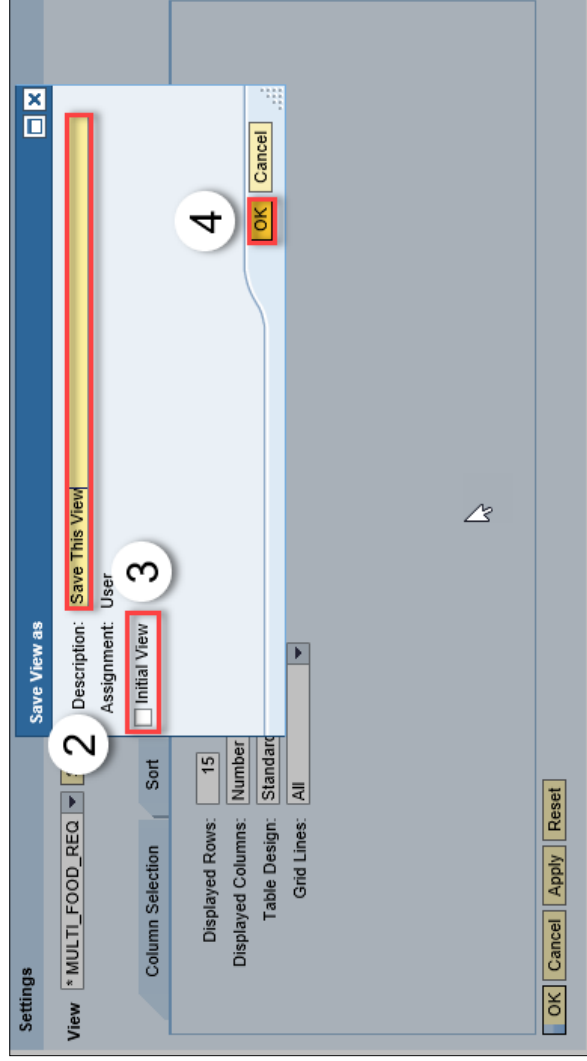 Settings
View * MULTI_FOOD_REQ
Column Selection Sort
Displayed Rows: 15
Displayed Columns: Number
Table Design:
Grid Lines: All
OK Cancel Apply Reset
Save View as
2
Description: Save This View
Assignment: User
3
Initial View
4
OK Cancel